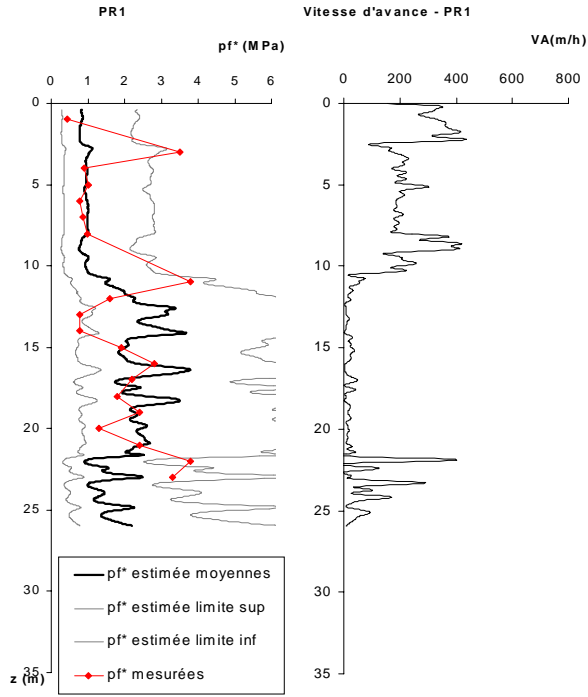 PR1
Vitesse d'avance - PR1
pf* (MPa)
VA(m/h)
0 1 2 3 4 5 6
0 200 400 600 800
0
5
10
15
20
25
30
35
z (m)
0
5
10
15
20
25
30
35
pf* estimée moyennes
pf* estimée limite sup
pf* estimée limite inf
pf* mesurées